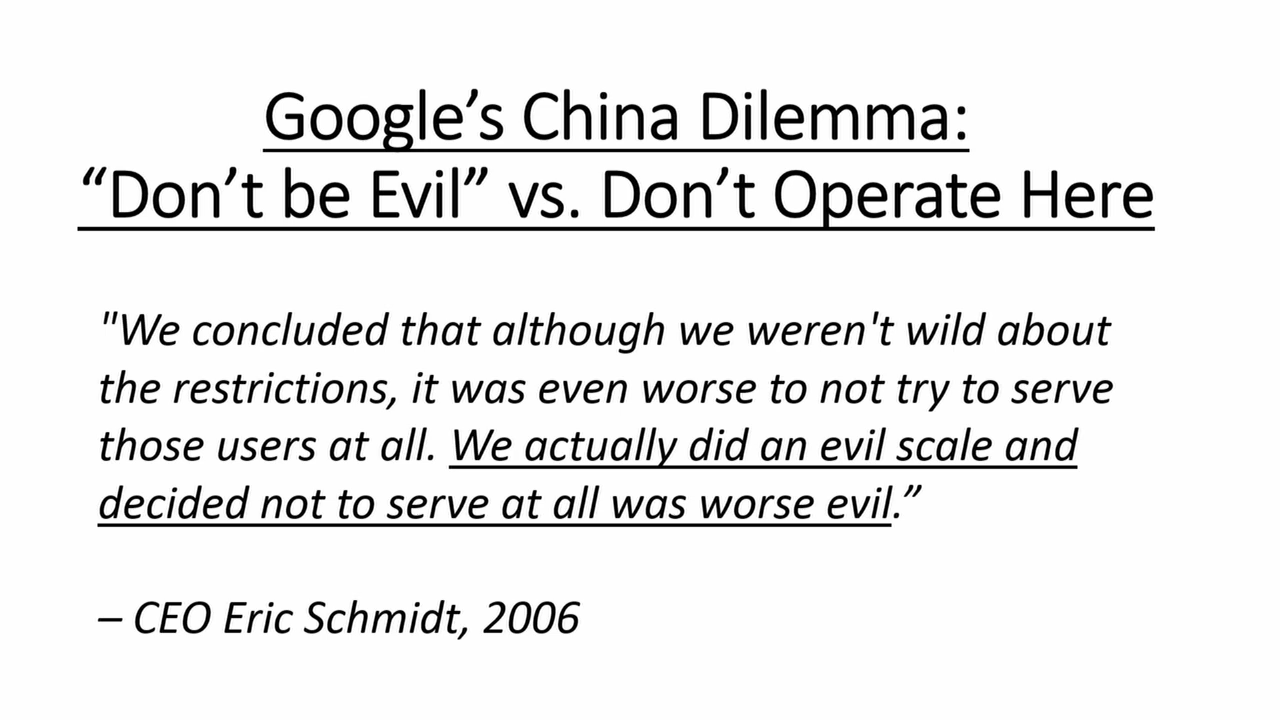 Google’s China Dilemma:
“Don’t be Evil” vs. Don’t Operate Here
"We concluded that although we weren't wild about
the restrictions, it was even worse to not try to serve
those users at all. We actually did an evil scale and
decided not to serve at all was worse evil.”
– CEO Eric Schmidt, 2006